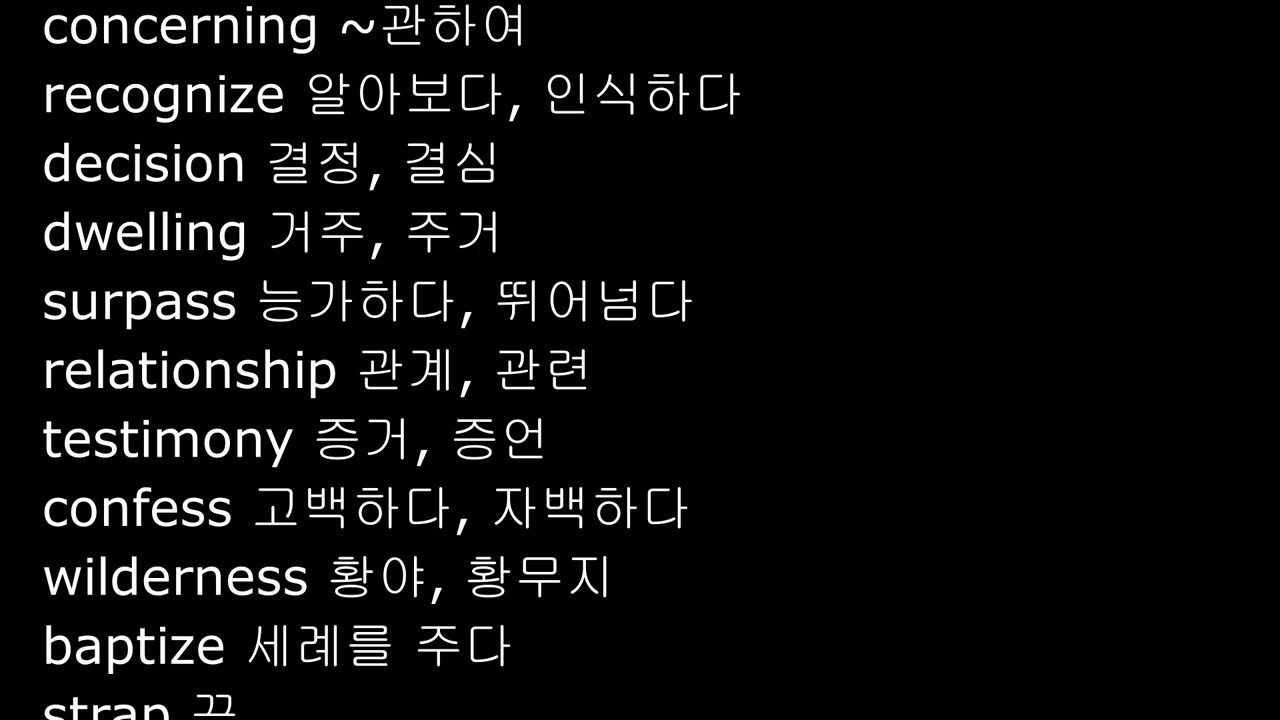 concerning ~관하여
recognize 알아보다, 인식하다
decision 결정, 결심
dwelling 거주, 주거
surpass 능가하다, 뛰어넘다
relationship 관계, 관련
testimony 증거, 증언
confess 고백하다, 자백하다
wilderness 황야, 황무지
baptize 세례를 주다
strap